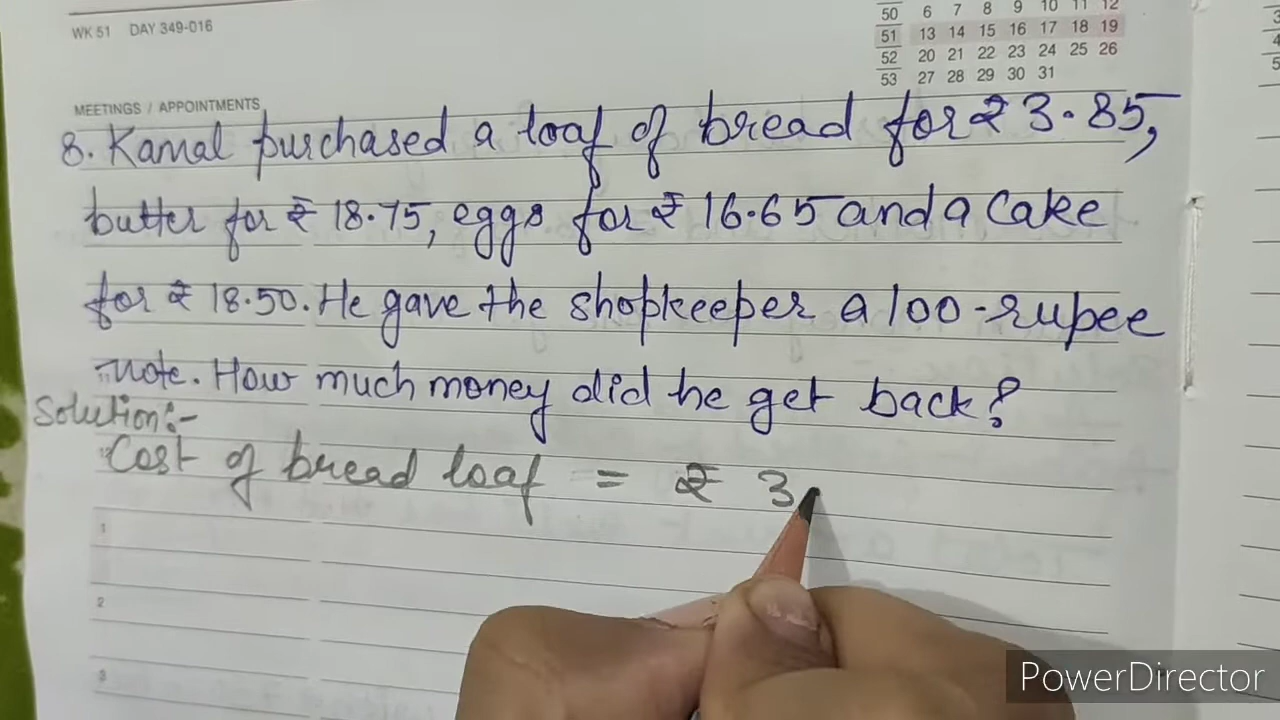 WK 51 DAY 349-016
50 6 7 8 9 10 11 12
51 13 14 15 16 17 18 19
52 20 21 22 23 24 25 26
53 27 28 29 30 31
MEETINGS / APPOINTMENTS
8. Kamal purchased a loaf of bread for ₹ 3.85,
butter for ₹ 18.75, eggs for ₹ 16.65 and a cake
for ₹ 18.50. He gave the shopkeeper a 100-rupee
note. How much money did he get back?
Solution:-
Cost of bread loaf = ₹ 3.
1
2
3
PowerDirector